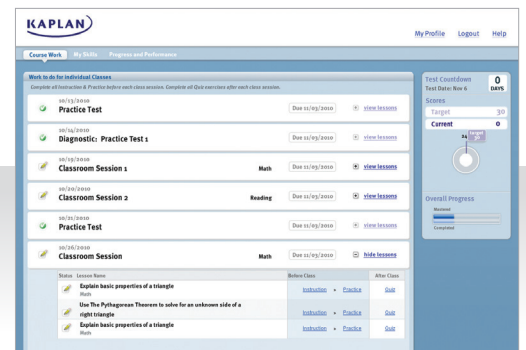 KAPLAN
My Profile Logout Help
Course Work My Skills Progress and Performance
Work to do for individual Classes
Complete all Instruction & Practice before each class session. Complete all Quiz exercises after each class session.
10/13/2010
Practice Test
Due 11/03/2010
view lessons
10/14/2010
Diagnostic: Practice Test 1
Due 11/03/2010
view lessons
10/19/2010
Classroom Session 1
Math
Due 11/03/2010
view lessons
10/20/2010
Classroom Session 2
Reading
Due 11/03/2010
view lessons
10/21/2010
Practice Test
Due 11/03/2010
view lessons
10/26/2010
Classroom Session
Math
Due 11/03/2010
hide lessons
Status Lesson Name Before Class After Class
Explain basic properties of a triangle
Math
Instruction Practice Quiz
Use The Pythagorean Theorem to solve for an unknown side of a
right triangle
Instruction Practice Quiz
Explain basic properties of a triangle
Math
Instruction Practice Quiz
Test Countdown
Test Date: Nov 6
0
DAYS
Scores
Target 30
Current 0
24
target
30
Overall Progress
Mastered
Completed